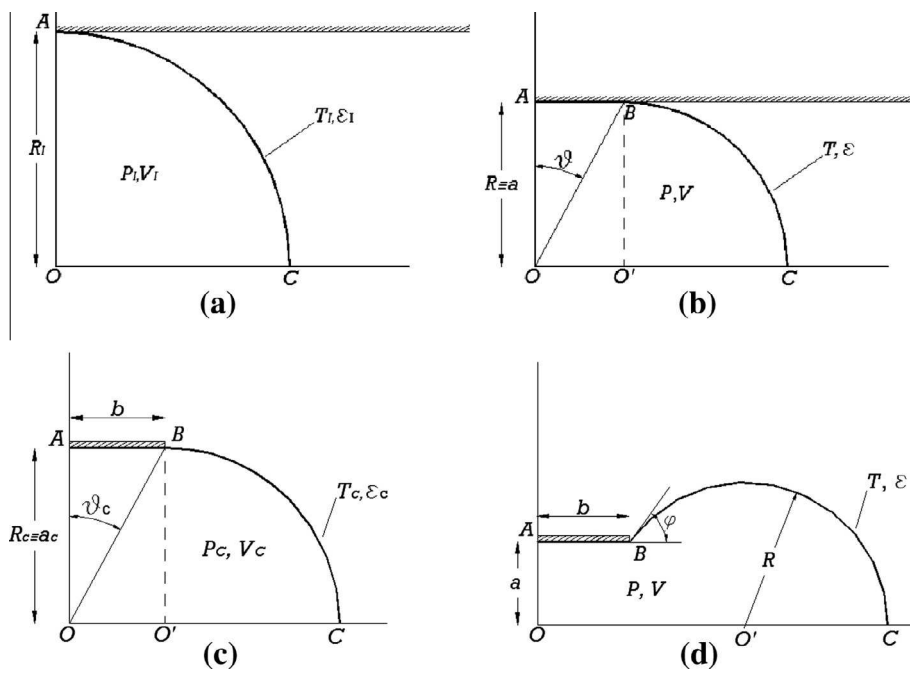 A
R_I
T_I, ε_I
P_I, V_I
O
C
(a)
A
B
ϑ
R≡a
T, ε
P, V
O
O'
C
(b)
b
A
B
ϑ_C
T_C, ε_C
R_C≡a_C
P_C, V_C
O
O'
C
(c)
b
A
B
φ
T, ε
R
a
P, V
O
O'
C
(d)